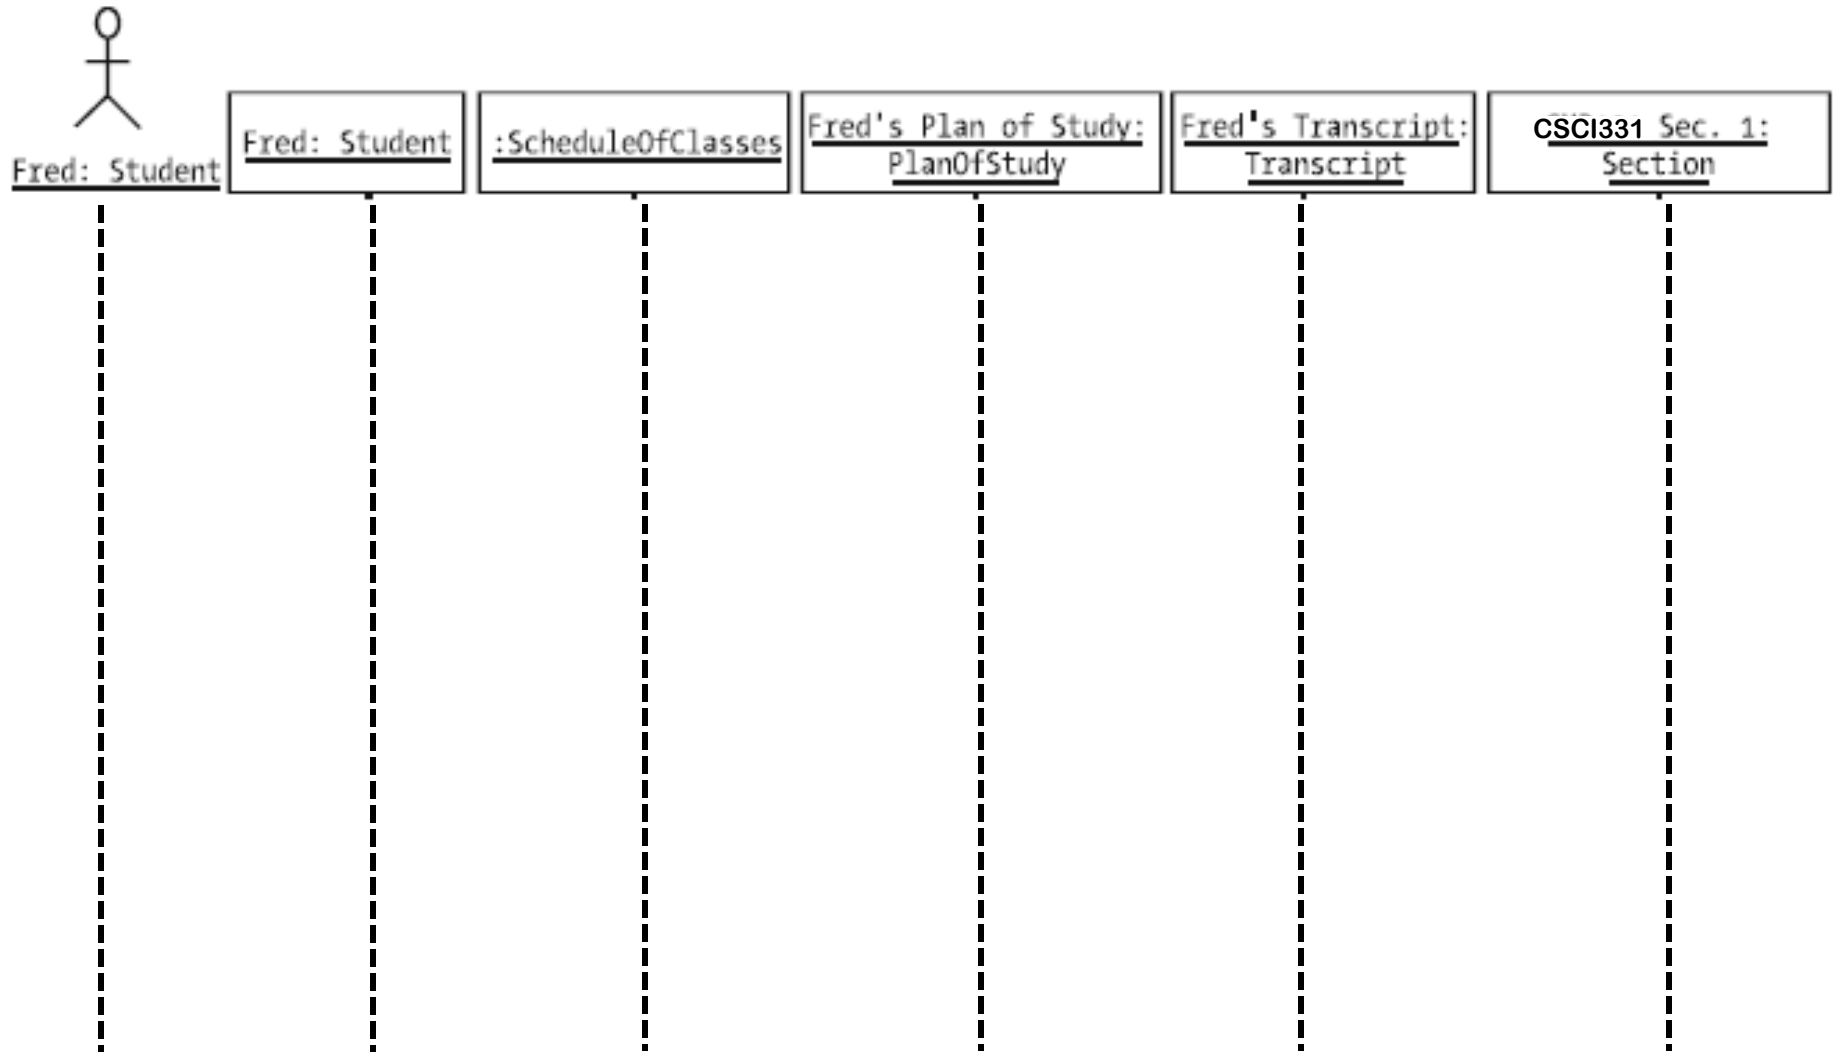 Fred: Student
Fred: Student
:ScheduleOfClasses
Fred's Plan of Study:
PlanOfStudy
Fred's Transcript:
Transcript
CSCI331 Sec. 1:
Section